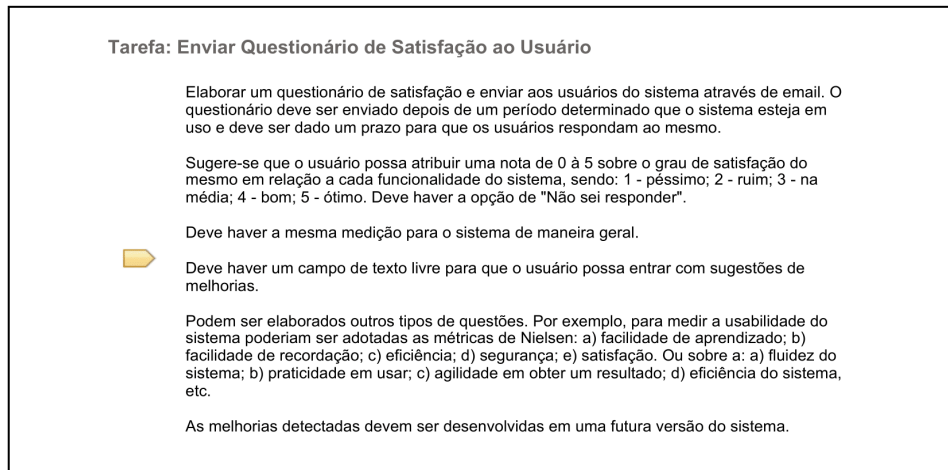 Tarefa: Enviar Questionário de Satisfação ao Usuário
Elaborar um questionário de satisfação e enviar aos usuários do sistema através de email. O
questionário deve ser enviado depois de um período determinado que o sistema esteja em
uso e deve ser dado um prazo para que os usuários respondam ao mesmo.
Sugere-se que o usuário possa atribuir uma nota de 0 à 5 sobre o grau de satisfação do
mesmo em relação a cada funcionalidade do sistema, sendo: 1 - péssimo; 2 - ruim; 3 - na
média; 4 - bom; 5 - ótimo. Deve haver a opção de "Não sei responder".
Deve haver a mesma medição para o sistema de maneira geral.
Deve haver um campo de texto livre para que o usuário possa entrar com sugestões de
melhorias.
Podem ser elaborados outros tipos de questões. Por exemplo, para medir a usabilidade do
sistema poderiam ser adotadas as métricas de Nielsen: a) facilidade de aprendizado; b)
facilidade de recordação; c) eficiência; d) segurança; e) satisfação. Ou sobre a: a) fluidez do
sistema; b) praticidade em usar; c) agilidade em obter um resultado; d) eficiência do sistema,
etc.
As melhorias detectadas devem ser desenvolvidas em uma futura versão do sistema.